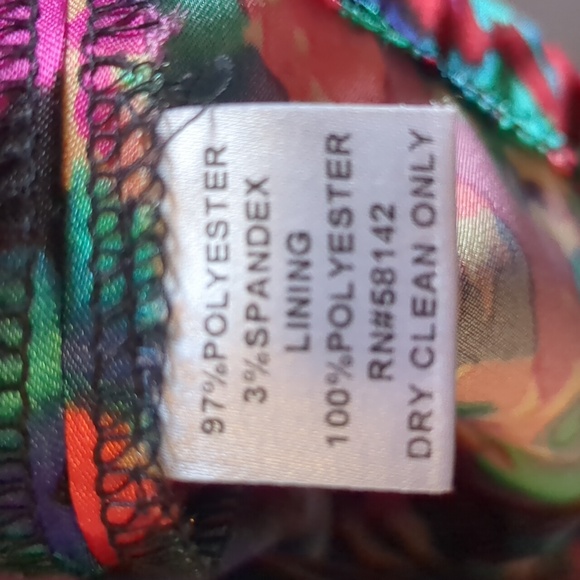 97%POLYESTER
3%SPANDEX
LINING
100%POLYESTER
RN#58142
DRY CLEAN ONLY